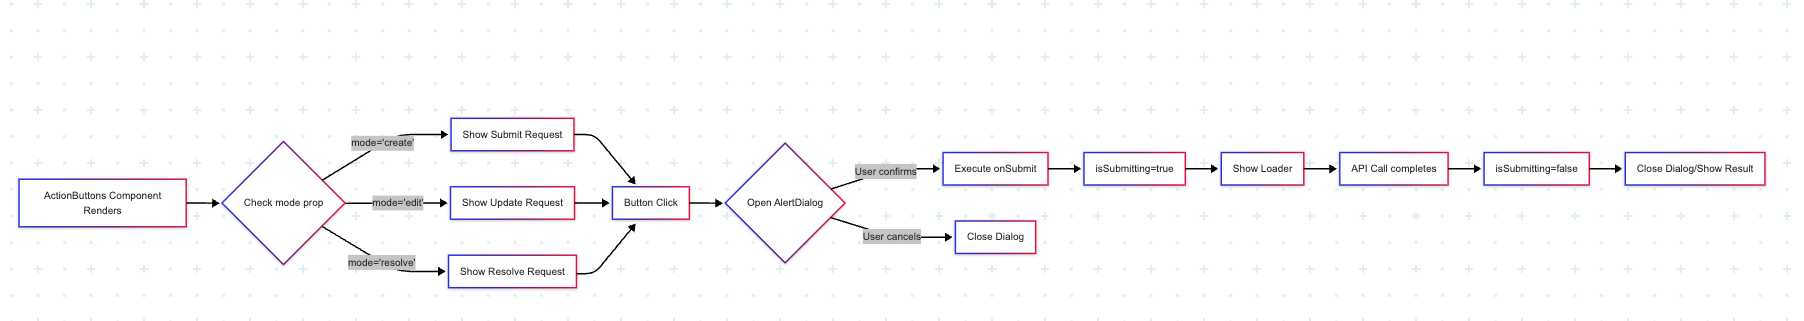 ActionButtons Component
Renders
Check mode prop
mode='create'
mode='edit'
mode='resolve'
Show Submit Request
Show Update Request
Show Resolve Request
Button Click
Open AlertDialog
User confirms
User cancels
Execute onSubmit
isSubmitting=true
Show Loader
API Call completes
isSubmitting=false
Close Dialog/Show Result
Close Dialog